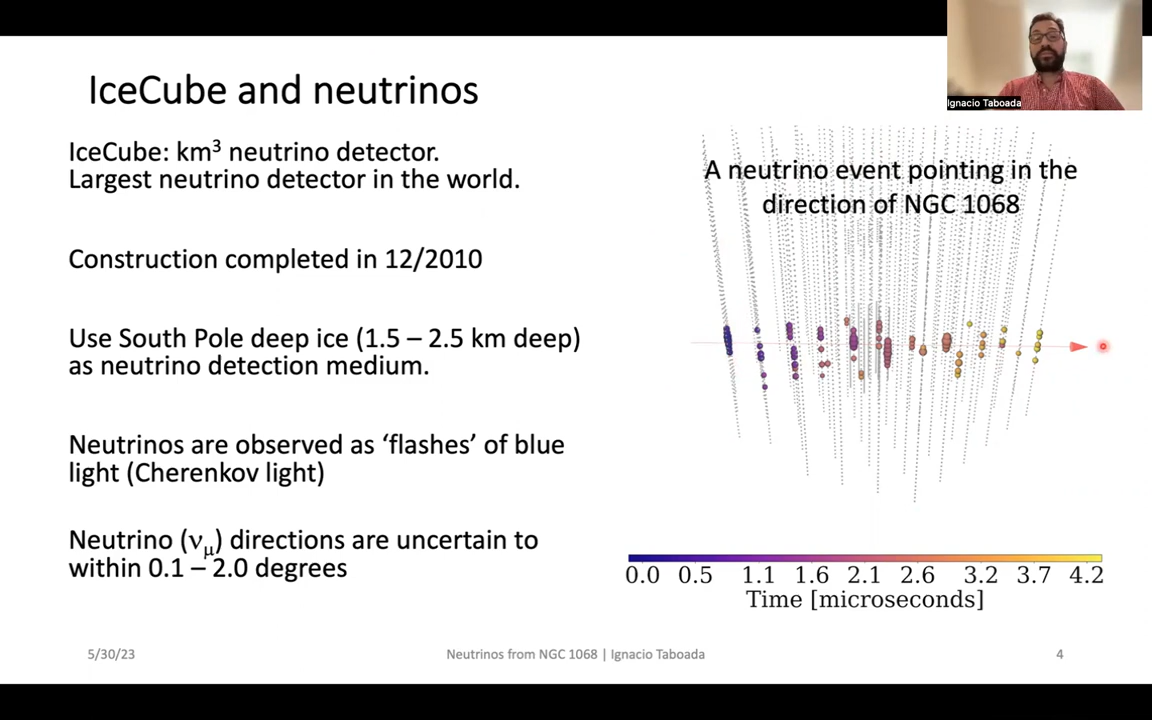 IceCube and neutrinos
Ignacio Taboada
IceCube: km³ neutrino detector.
Largest neutrino detector in the world.
Construction completed in 12/2010
Use South Pole deep ice (1.5 – 2.5 km deep)
as neutrino detection medium.
Neutrinos are observed as ‘flashes’ of blue
light (Cherenkov light)
Neutrino (νμ) directions are uncertain to
within 0.1 – 2.0 degrees
A neutrino event pointing in the
direction of NGC 1068
0.0 0.5 1.1 1.6 2.1 2.6 3.2 3.7 4.2
Time [microseconds]
5/30/23
Neutrinos from NGC 1068 | Ignacio Taboada
4